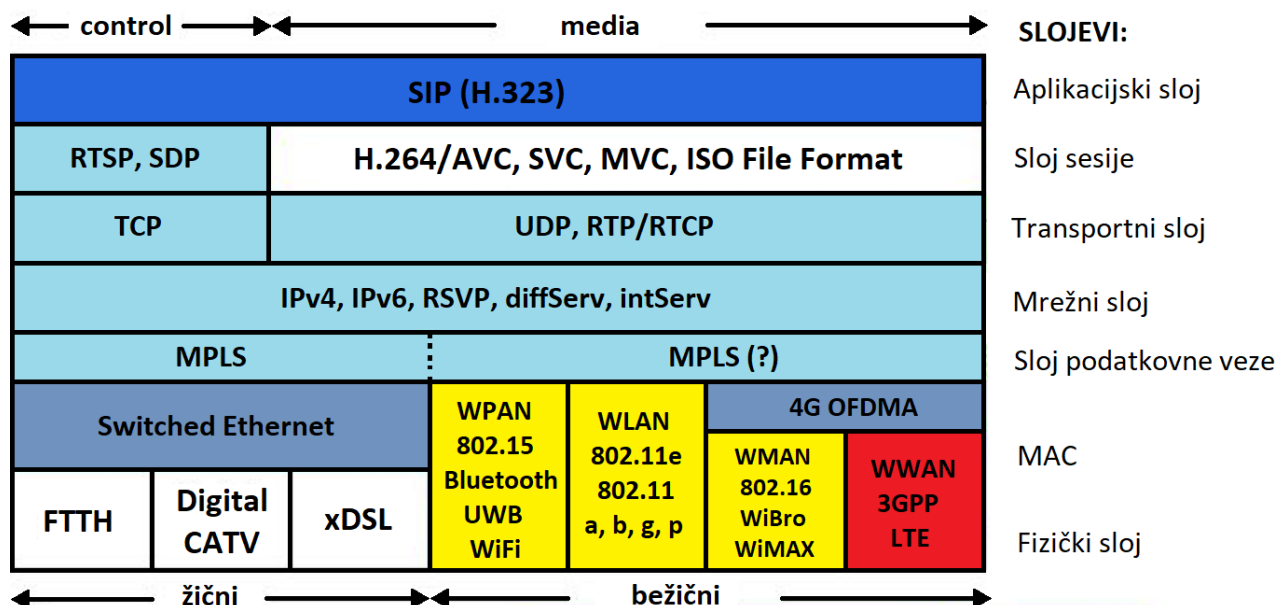 control
media
SLOJEVI:
SIP (H.323)
Aplikacijski sloj
RTSP, SDP
H.264/AVC, SVC, MVC, ISO File Format
Sloj sesije
TCP
UDP, RTP/RTCP
Transportni sloj
IPv4, IPv6, RSVP, diffServ, intServ
Mrežni sloj
MPLS
MPLS (?)
Sloj podatkovne veze
Switched Ethernet
WPAN
802.15
Bluetooth
UWB
WiFi
WLAN
802.11e
802.11
a, b, g, p
4G OFDMA
MAC
FTTH
Digital
CATV
xDSL
WMAN
802.16
WiBro
WiMAX
WWAN
3GPP
LTE
Fizički sloj
žični
bežični